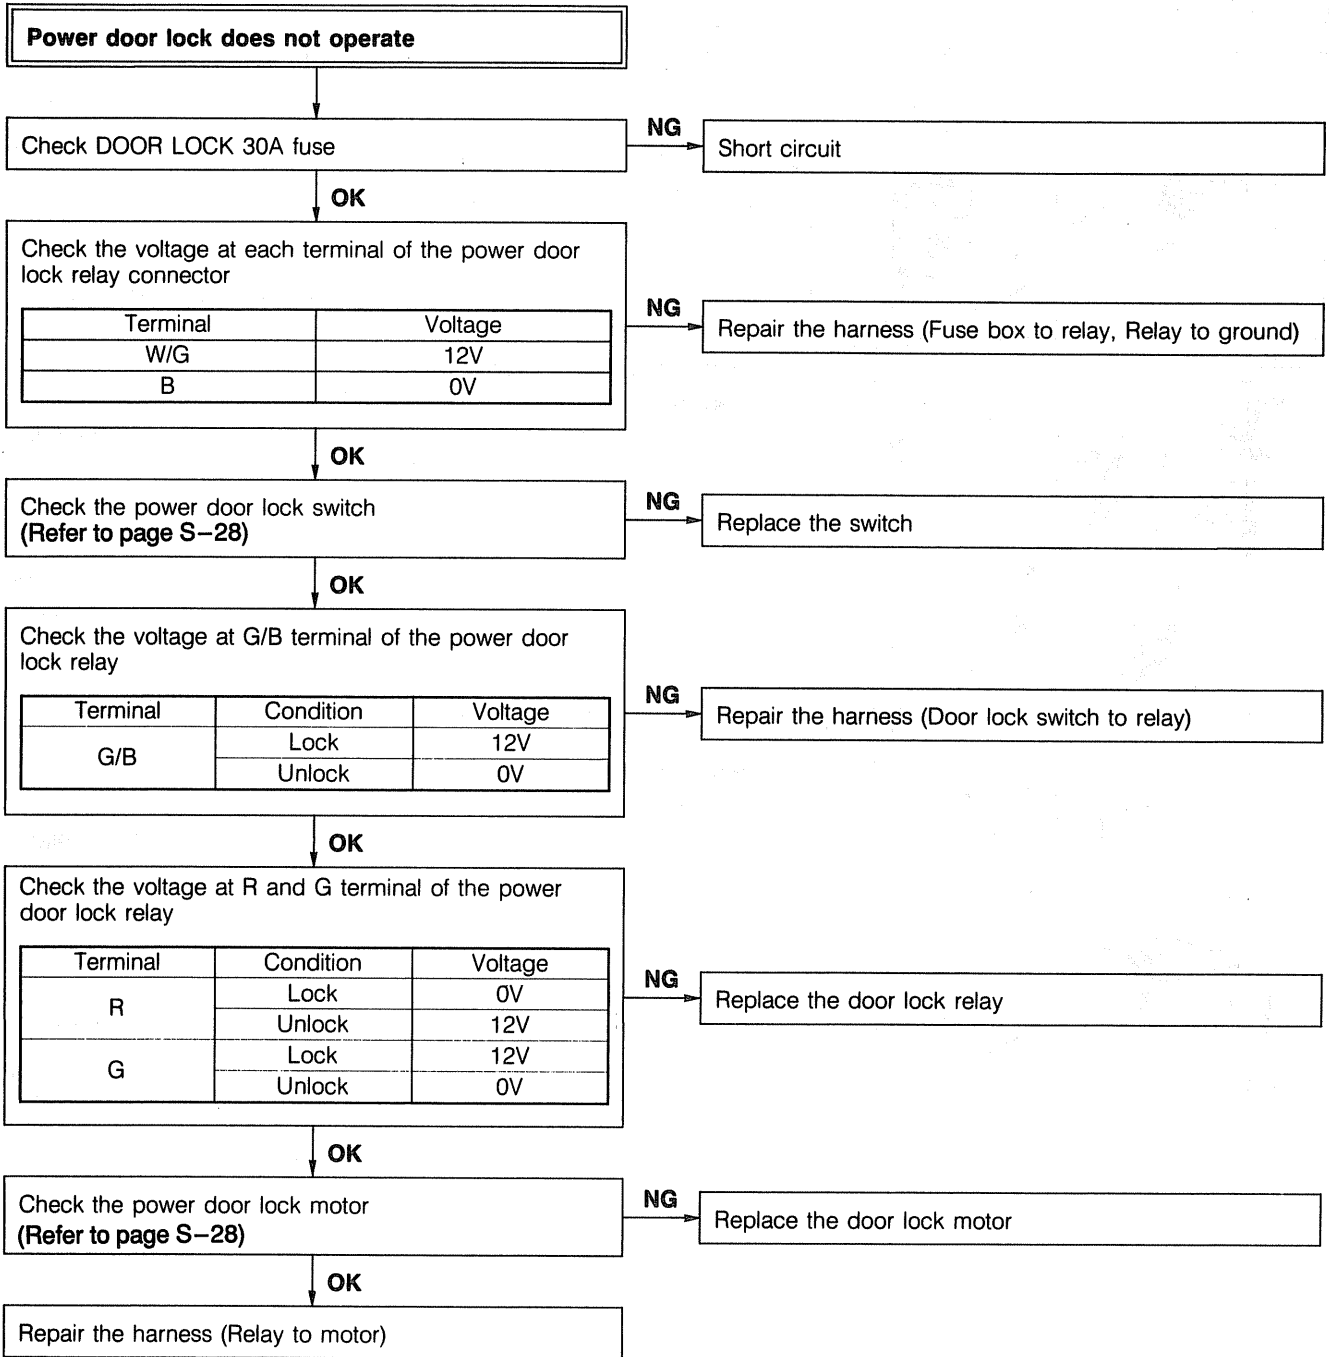 Power door lock does not operate
Check DOOR LOCK 30A fuse
NG
Short circuit
OK
Check the voltage at each terminal of the power door
lock relay connector
Terminal Voltage
W/G 12V
B 0V
NG
Repair the harness (Fuse box to relay, Relay to ground)
OK
Check the power door lock switch
(Refer to page S–28)
NG
Replace the switch
OK
Check the voltage at G/B terminal of the power door
lock relay
Terminal Condition Voltage
G/B Lock 12V
Unlock 0V
NG
Repair the harness (Door lock switch to relay)
OK
Check the voltage at R and G terminal of the power
door lock relay
Terminal Condition Voltage
R Lock 0V
Unlock 12V
G Lock 12V
Unlock 0V
NG
Replace the door lock relay
OK
Check the power door lock motor
(Refer to page S–28)
NG
Replace the door lock motor
OK
Repair the harness (Relay to motor)